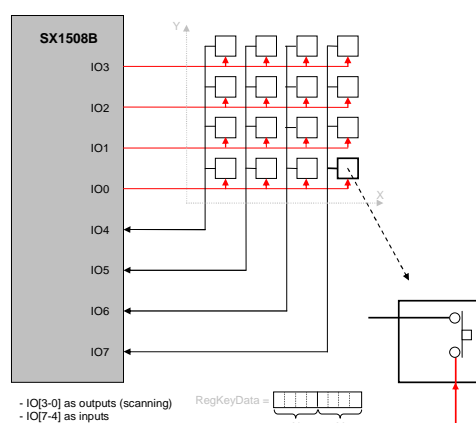 SX1508B
Y
IO3
IO2
IO1
IO0
X
IO4
IO5
IO6
IO7
- IO[3-0] as outputs (scanning)
- IO[7-4] as inputs
RegKeyData =